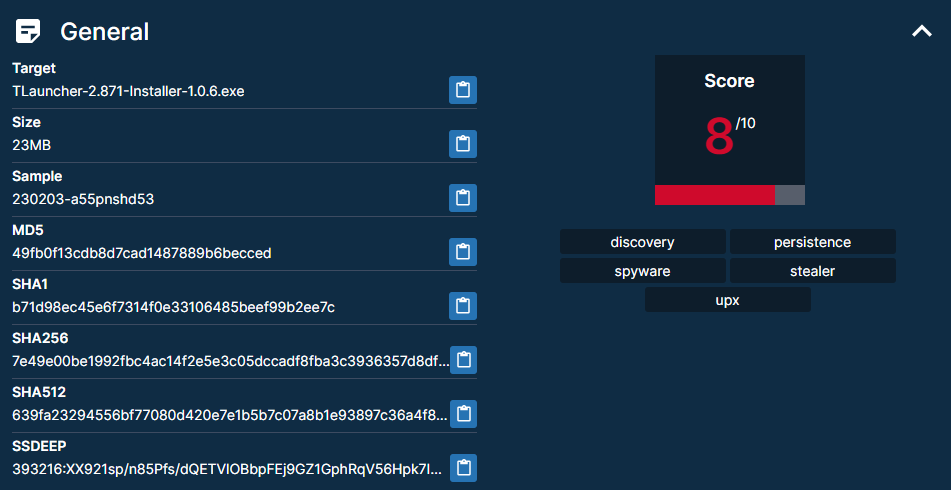 General
Target
TLauncher-2.871-Installer-1.0.6.exe
Size
23MB
Sample
230203-a55pnshd53
MD5
49fb0f13cdb8d7cad1487889b6becced
SHA1
b71d98ec45e6f7314f0e33106485beef99b2ee7c
SHA256
7e49e00be1992fbc4ac14f2e5e3c05dccadf8fba3c3936357d8df...
SHA512
639fa23294556bf77080d420e7e1b5b7c07a8b1e93897c36a4f8...
SSDEEP
393216:XX921sp/n85Pfs/dQETVlOBbpFEj9GZ1GphRqV56Hpk7l...
Score
8/10
discovery persistence
spyware stealer
upx